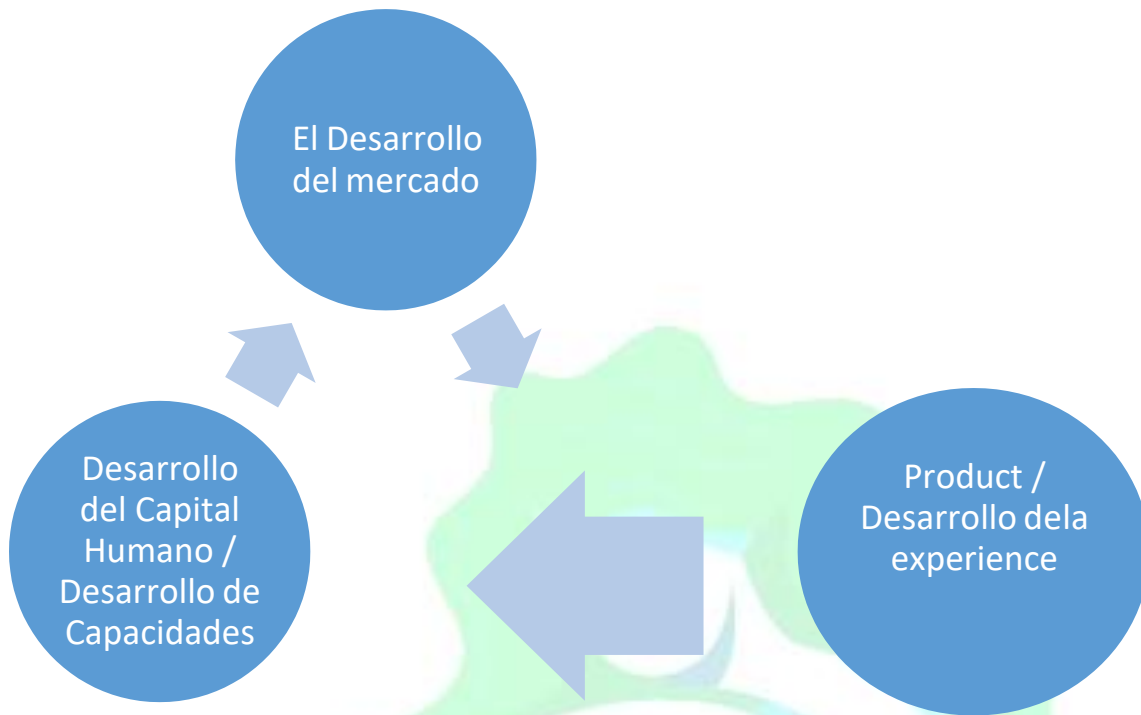 El Desarrollo
del mercado
Desarrollo
del Capital
Humano /
Desarrollo de
Capacidades
Product /
Desarrollo dela
experience